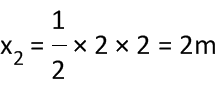 x₂ = 1/2 × 2 × 2 = 2m